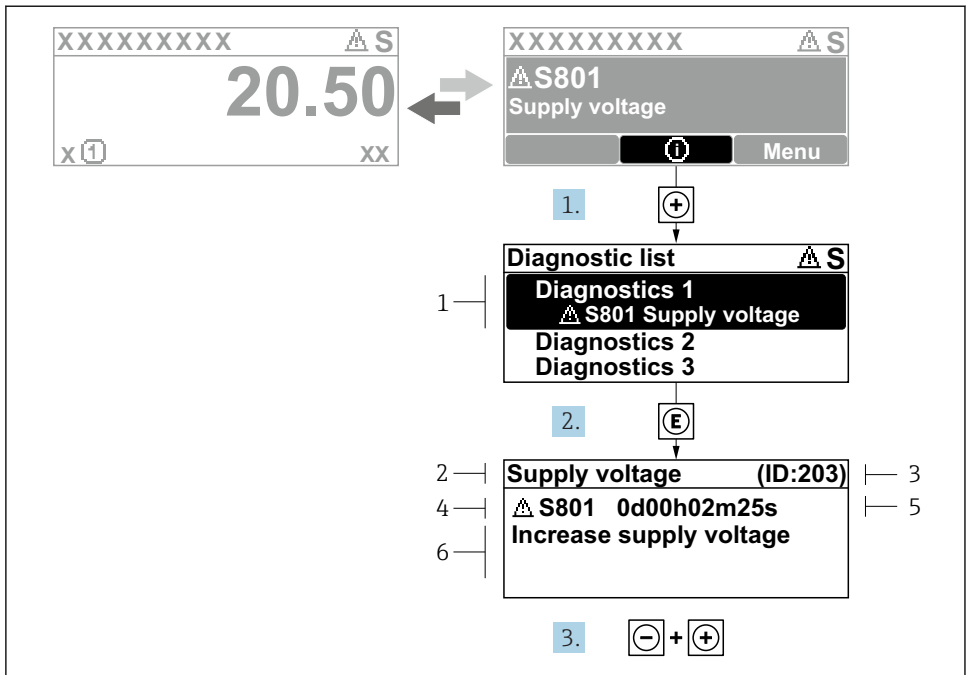 XXXXXXXXX ⚠ S
20.50
x 1 xx
XXXXXXXXX ⚠ S
⚠ S801
Supply voltage
i Menu
1. +
Diagnostic list ⚠ S
1
Diagnostics 1
⚠ S801 Supply voltage
Diagnostics 2
Diagnostics 3
2. E
2 Supply voltage (ID:203) 3
4 ⚠ S801 0d00h02m25s 5
Increase supply voltage
6
3. - + +